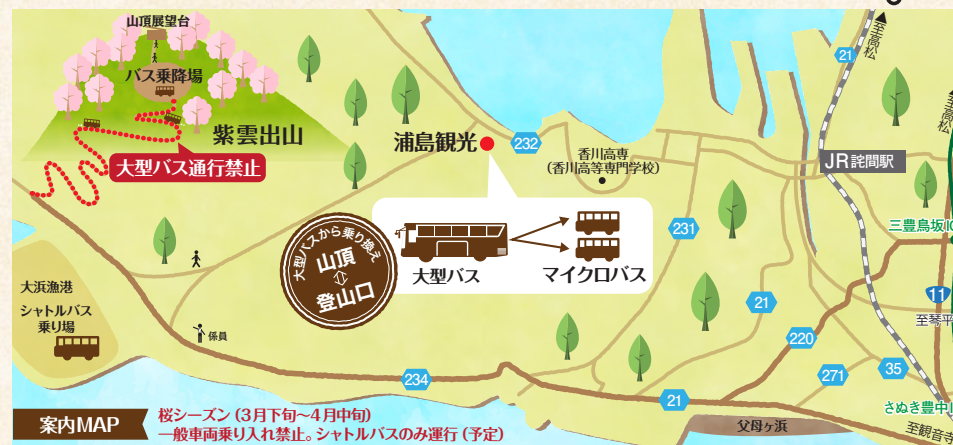 山頂展望台
バス乗降場
紫雲出山
大型バス通行禁止
至高松
21
至高松
浦島観光
232
香川高専
(香川高等専門学校)
JR詫間駅
231
三豊鳥坂IC
大型バスから乗り換え
山頂
登山口
大型バス
マイクロバス
大浜漁港
シャトルバス
乗り場
係員
21
11
至琴平
220
234
271
35
21
父母ヶ浜
さぬき豊中I
至観音寺
案内MAP
桜シーズン(3月下旬～4月中旬)
一般車両乗り入れ禁止。シャトルバスのみ運行(予定)